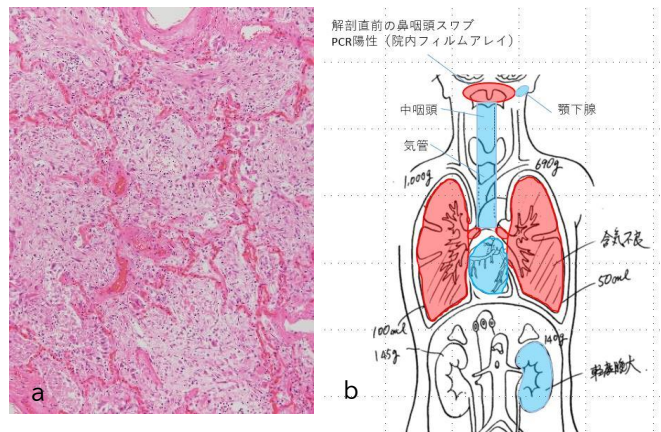 解剖直前の鼻咽頭スワブ
PCR陽性（院内フィルムアレイ）
中咽頭
顎下腺
気管
1,000g
690g
含気不良
50ml
100ml
145g
140g
軽度腫大
a
b